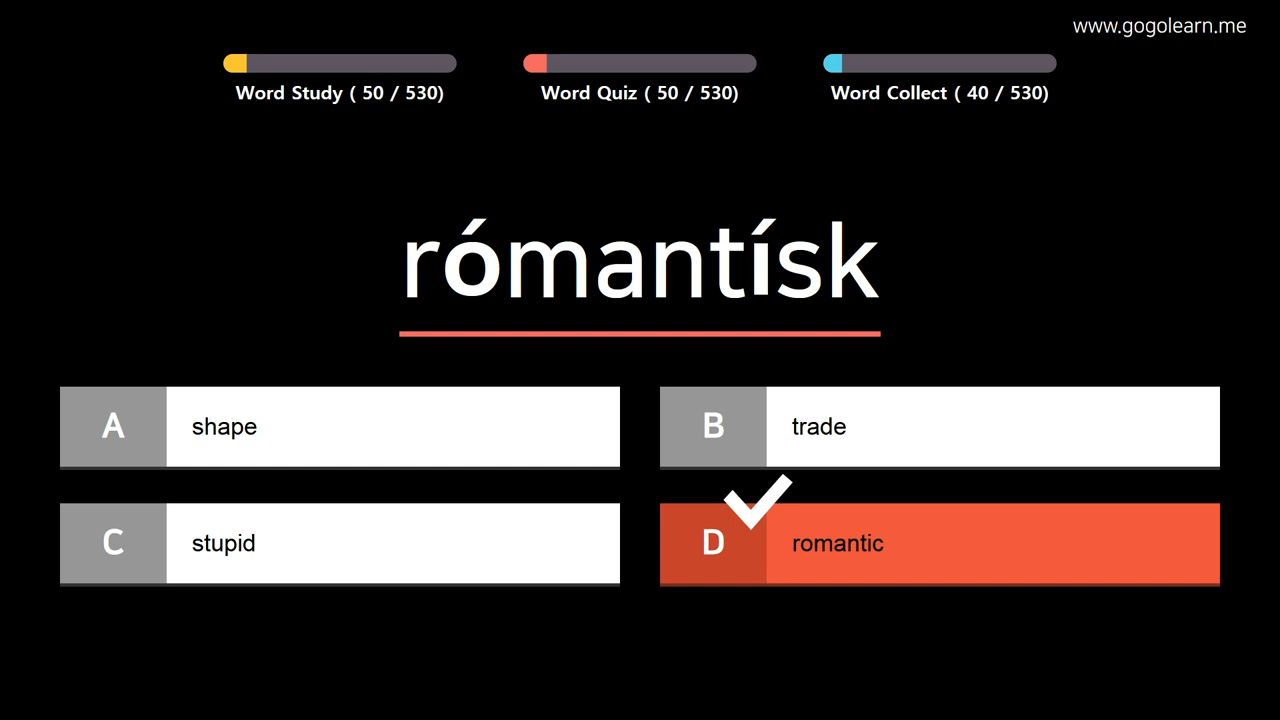 www.gogolearn.me
Word Study ( 50 / 530)
Word Quiz ( 50 / 530)
Word Collect ( 40 / 530)
rómantísk
A shape
B trade
C stupid
D romantic